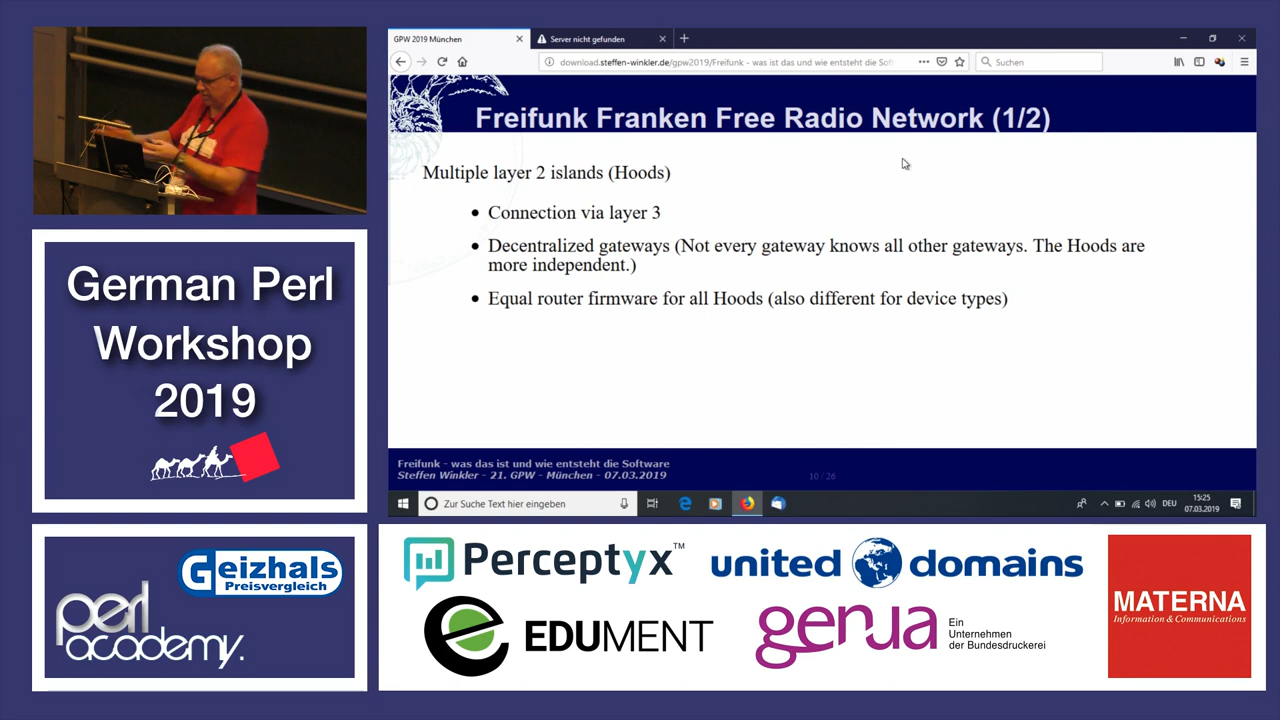 German Perl
Workshop
2019
perl
academy.
Geizhals
Preisvergleich
GPW 2019 München
Server nicht gefunden
download.steffen-winkler.de/gpw2019/Freifunk - was das ist und wie entsteht die Sof
Suchen
Freifunk Franken Free Radio Network (1/2)
Multiple layer 2 islands (Hoods)
Connection via layer 3
Decentralized gateways (Not every gateway knows all other gateways. The Hoods are
more independent.)
Equal router firmware for all Hoods (also different for device types)
Freifunk - was das ist und wie entsteht die Software
Steffen Winkler - 21. GPW - München - 07.03.2019
10 / 26
Zur Suche Text hier eingeben
DEU
15:25
07.03.2019
Perceptyx™
united domains
EDUMENT
genua
Ein
Unternehmen
der Bundesdruckerei
MATERNA
Information & Communications